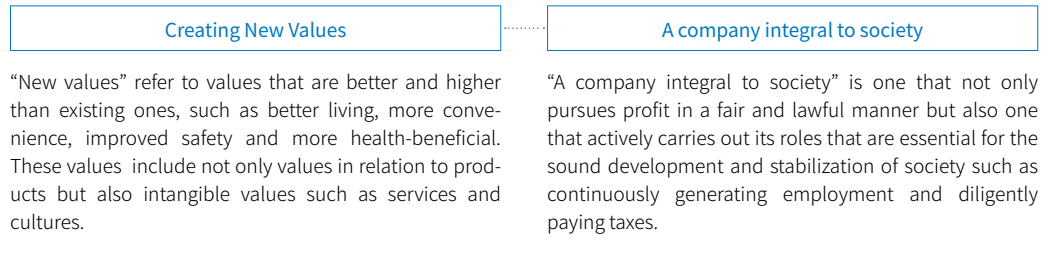 Creating New Values
“New values” refer to values that are better and higher
than existing ones, such as better living, more conve-
nience, improved safety and more health-beneficial.
These values  include not only values in relation to prod-
ucts but also intangible values such as services and
cultures.
A company integral to society
“A company integral to society” is one that not only
pursues profit in a fair and lawful manner but also one
that actively carries out its roles that are essential for the
sound development and stabilization of society such as
continuously generating employment and diligently
paying taxes.